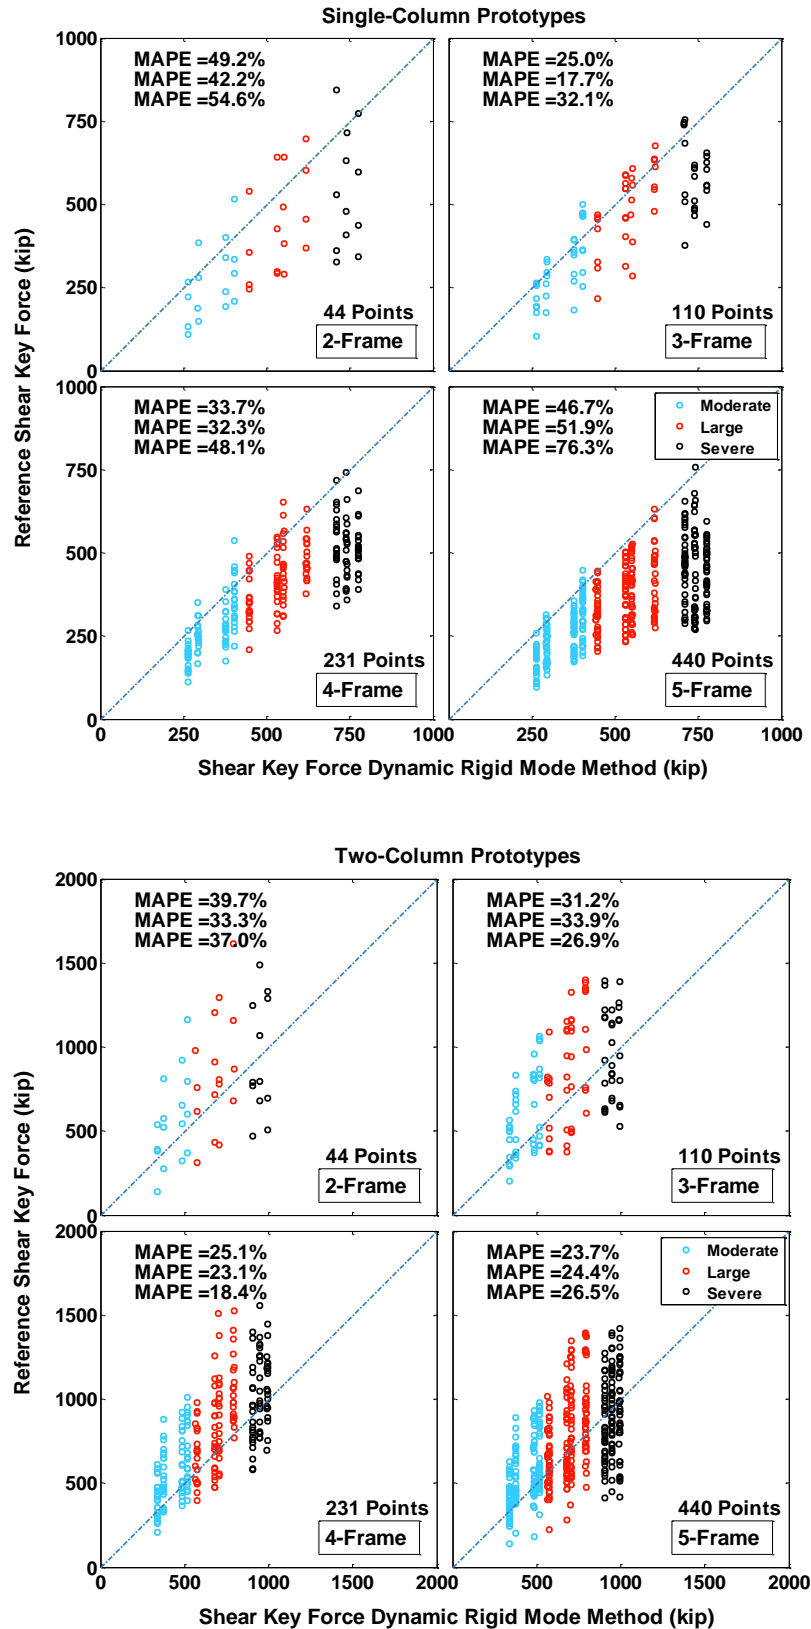 Single-Column Prototypes
Reference Shear Key Force (kip)
1000
750
500
250
0
MAPE =49.2%
MAPE =42.2%
MAPE =54.6%
44 Points
2-Frame
MAPE =25.0%
MAPE =17.7%
MAPE =32.1%
110 Points
3-Frame
1000
750
500
250
0
MAPE =33.7%
MAPE =32.3%
MAPE =48.1%
231 Points
4-Frame
MAPE =46.7%
MAPE =51.9%
MAPE =76.3%
Moderate
Large
Severe
440 Points
5-Frame
0 250 500 750 1000 250 500 750 1000
Shear Key Force Dynamic Rigid Mode Method (kip)
Two-Column Prototypes
Reference Shear Key Force (kip)
2000
1500
1000
500
0
MAPE =39.7%
MAPE =33.3%
MAPE =37.0%
44 Points
2-Frame
MAPE =31.2%
MAPE =33.9%
MAPE =26.9%
110 Points
3-Frame
2000
1500
1000
500
0
MAPE =25.1%
MAPE =23.1%
MAPE =18.4%
231 Points
4-Frame
MAPE =23.7%
MAPE =24.4%
MAPE =26.5%
Moderate
Large
Severe
440 Points
5-Frame
0 500 1000 1500 2000 500 1000 1500 2000
Shear Key Force Dynamic Rigid Mode Method (kip)